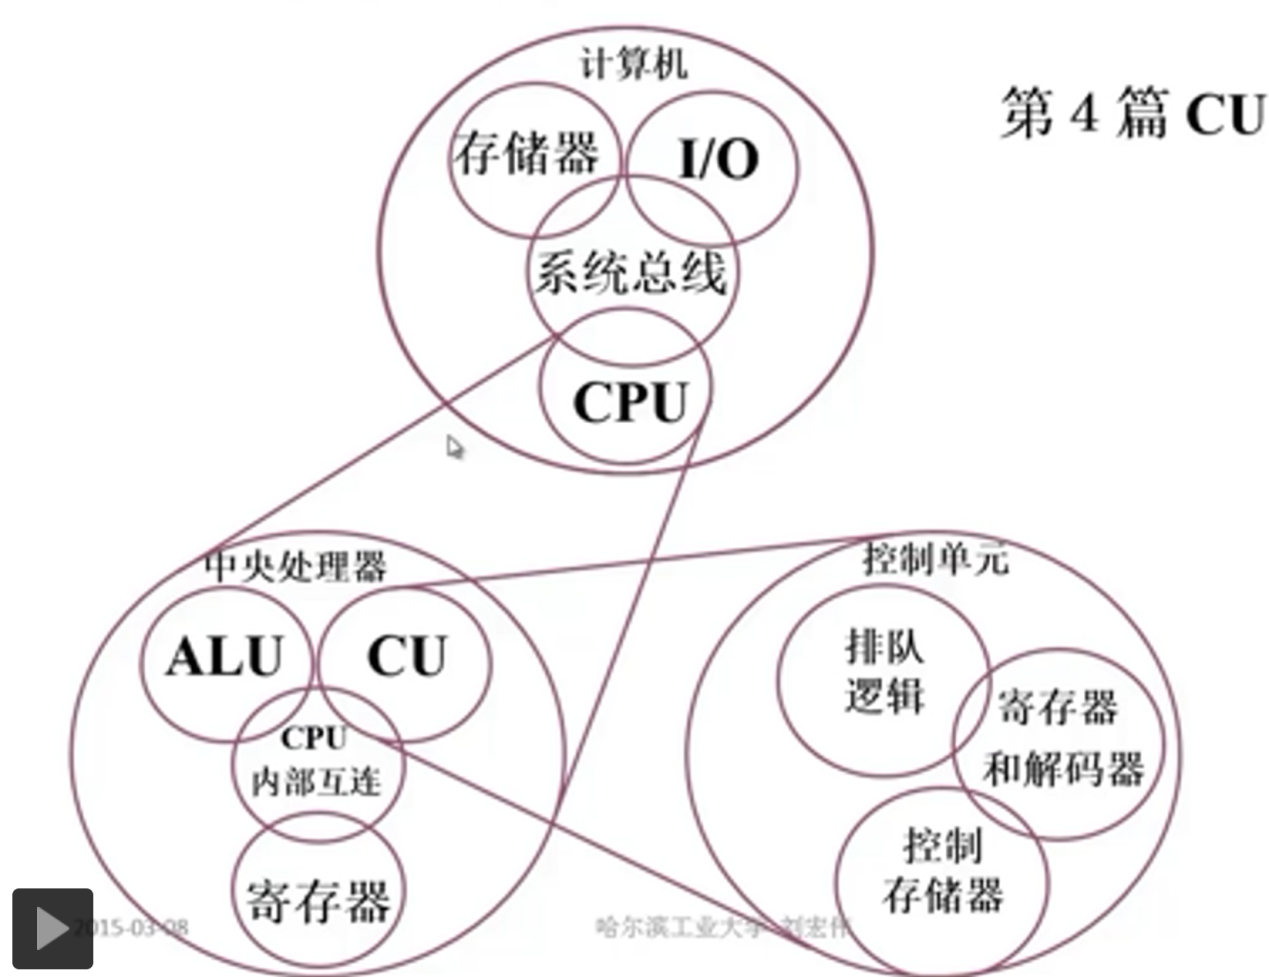 计算机
第 4 篇 CU
存储器
I/O
系统总线
CPU
中央处理器
ALU
CU
CPU
内部互连
寄存器
控制单元
排队
逻辑
寄存器
和解码器
控制
存储器
2015-03-08
哈尔滨工业大学 刘宏伟